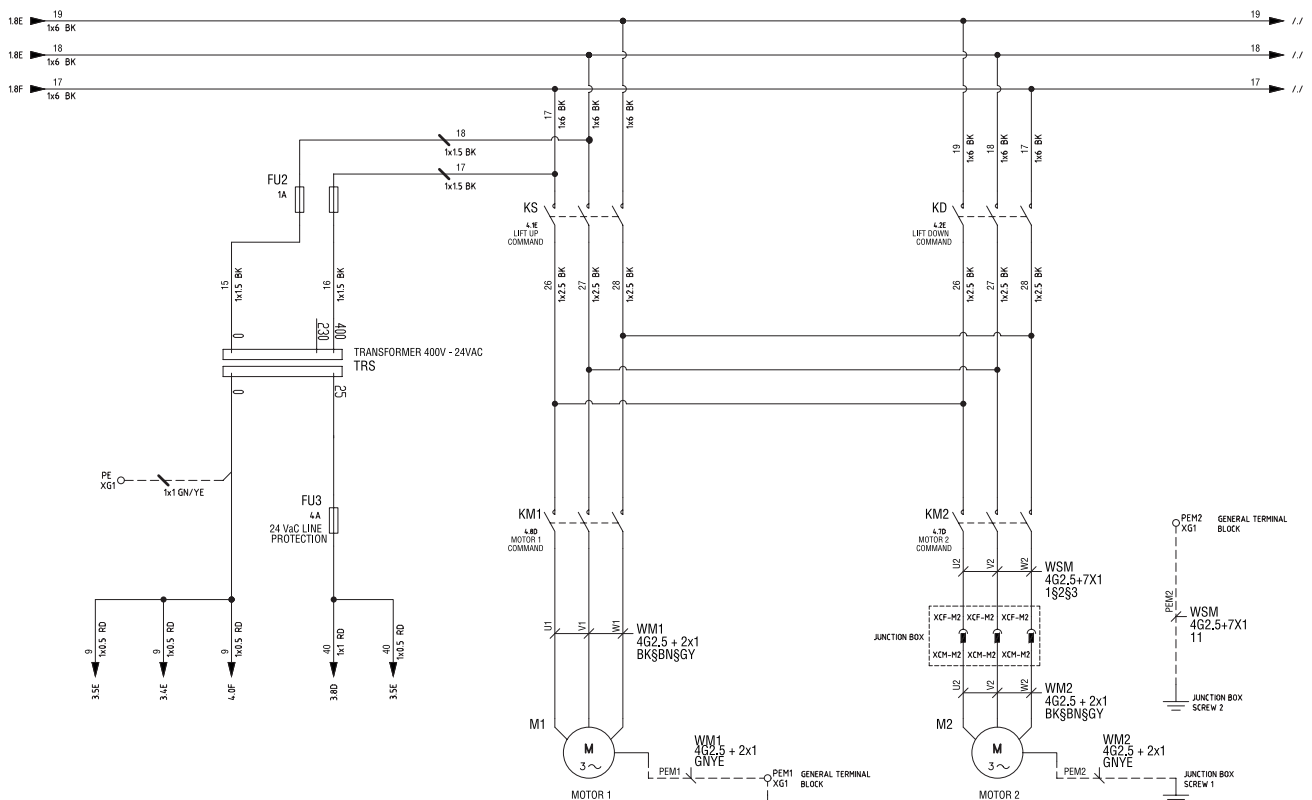 1.8E 19 19 /./
1x6 BK
1.8E 18 18 /./
1x6 BK
1.8F 17 17 /./
1x6 BK
17 1x6 BK 1x6 BK 1x6 BK
19 1x6 BK 18 1x6 BK 17 1x6 BK
18
1x1.5 BK
17
1x1.5 BK
FU2
1A
KS
4.1E
LIFT UP
COMMAND
KD
4.2E
LIFT DOWN
COMMAND
15 1x1.5 BK 16 1x1.5 BK
26 1x2.5 BK 27 1x2.5 BK 28 1x2.5 BK
26 1x2.5 BK 27 1x2.5 BK 28 1x2.5 BK
0 230 400
TRANSFORMER 400V - 24VAC
TRS
0 25
PE
XG1
1x1 GN/YE
FU3
4A
24 VaC LINE
PROTECTION
KM1
4.8D
MOTOR 1
COMMAND
KM2
4.7D
MOTOR 2
COMMAND
PEM2
XG1
GENERAL TERMINAL
BLOCK
U2 V2 W2
WSM
4G2.5+7X1
1§2§3
PEM2
WSM
4G2.5+7X1
11
U1 V1 W1
WM1
4G2.5 + 2x1
BK§BN§GY
XCF-M2 XCF-M2 XCF-M2
JUNCTION BOX
XCM-M2 XCM-M2 XCM-M2
9 1x0.5 RD 9 1x0.5 RD 9 1x0.5 RD 40 1x1 RD 40 1x0.5 RD
3.5E 3.4E 4.0F 3.8D 3.5E
U2 V2 W2
WM2
4G2.5 + 2x1
BK§BN§GY
JUNCTION BOX
SCREW 2
M1
M
3~
MOTOR 1
WM1
4G2.5 + 2x1
GNYE
PEM1
PEM1
XG1
GENERAL TERMINAL
BLOCK
M2
M
3~
MOTOR 2
WM2
4G2.5 + 2x1
GNYE
PEM2
JUNCTION BOX
SCREW 1